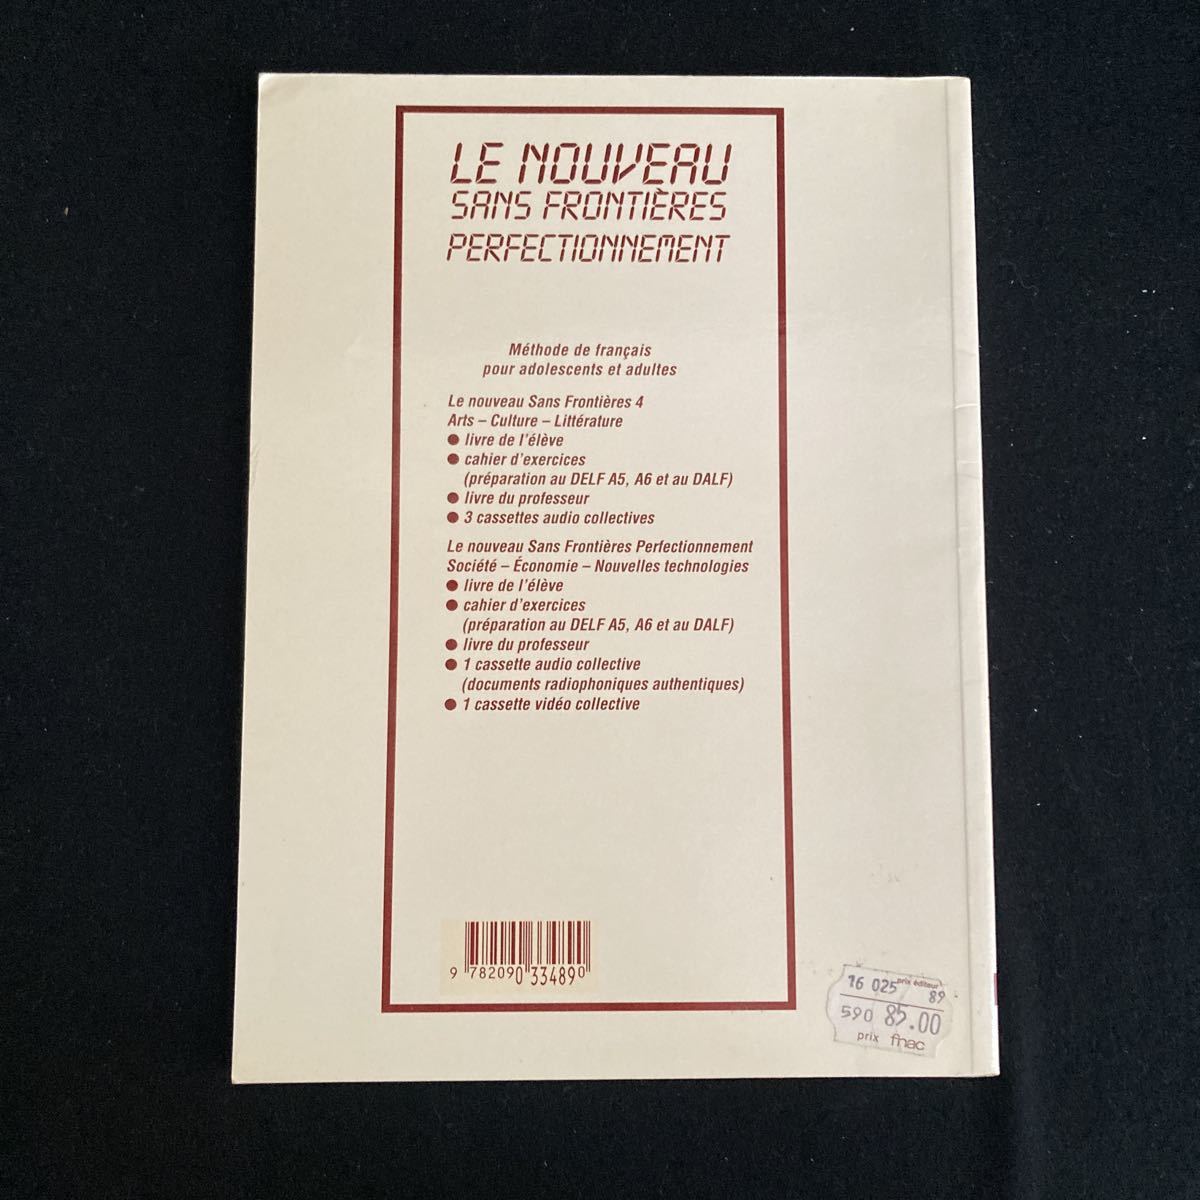 LE NOUVEAU
SANS FRONTIÈRES
PERFECTIONNEMENT
Méthode de français
pour adolescents et adultes
Le nouveau Sans Frontières 4
Arts – Culture – Littérature
● livre de l'élève
● cahier d'exercices
(préparation au DELF A5, A6 et au DALF)
● livre du professeur
● 3 cassettes audio collectives
Le nouveau Sans Frontières Perfectionnement
Société – Économie – Nouvelles technologies
● livre de l'élève
● cahier d'exercices
(préparation au DELF A5, A6 et au DALF)
● livre du professeur
● 1 cassette audio collective
(documents radiophoniques authentiques)
● 1 cassette vidéo collective
9 782090 334890
16 025 prix éditeur 89
590 85.00
prix fnac